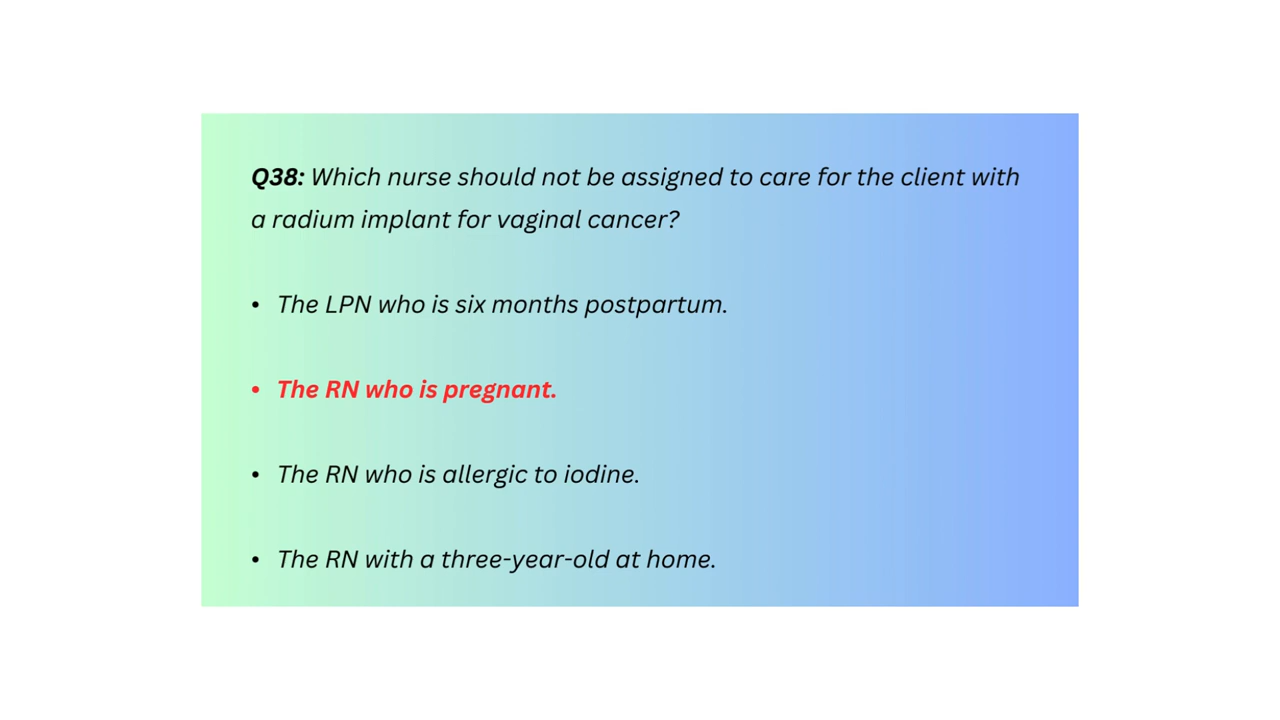 Q38: Which nurse should not be assigned to care for the client with
a radium implant for vaginal cancer?
• The LPN who is six months postpartum.
• The RN who is pregnant.
• The RN who is allergic to iodine.
• The RN with a three-year-old at home.